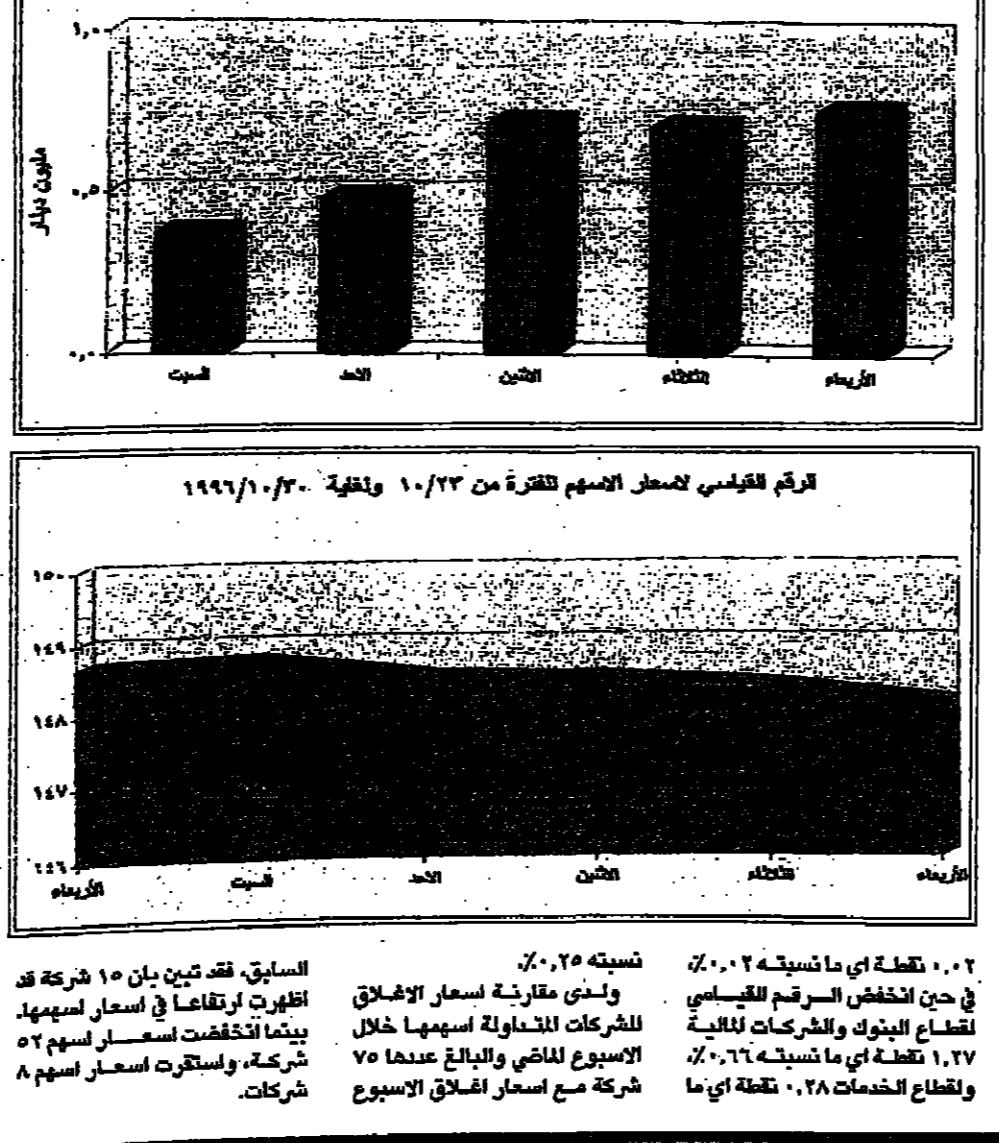 ١,٠
مليون دينار
٠,٥
٠,٠
السبت
الاحد
الاثنين
الثلاثاء
الأربعاء
الرقم القياسي لاسعار الاسهم للفترة من ١٠/٢٣ ولغاية ١٩٩٦/١٠/٣٠
١٥٠
١٤٩
١٤٨
١٤٧
١٤٦
الأربعاء
السبت
الاحد
الاثنين
الثلاثاء
الأربعاء
٠,٠٢ نقطة اي ما نسبته ٠,٠٢٪،
في حين انخفض الرقم القياسي
لقطاع البنوك والشركات المالية
١,٢٧ نقطة اي ما نسبته ٠,٦٦٪،
ولقطاع الخدمات ٠,٢٨ نقطة اي ما
نسبته ٠,٢٥٪.
ولدى مقارنة اسعار الاغلاق
للشركات المتداولة اسهمها خلال
الاسبوع الماضي والبالغ عددها ٧٥
شركة مع اسعار اغلاق الاسبوع
السابق، فقد تبين بان ١٥ شركة قد
اظهرت ارتفاعا في اسعار اسهمها،
بينما انخفضت اسعار اسهم ٥٢
شركة، واستقرت اسعار اسهم ٨
شركات.